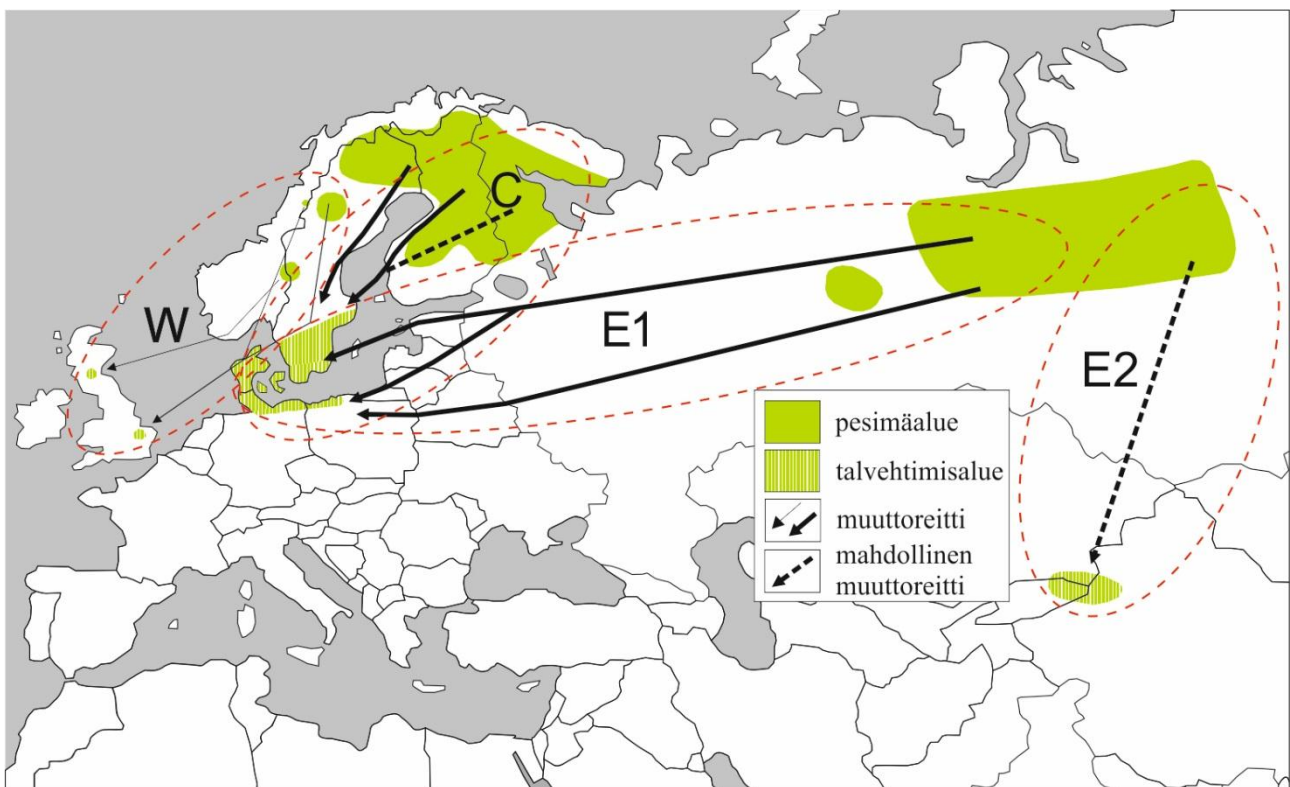 C
W
E1
E2
pesimäalue
talvehtimisalue
muuttoreitti
mahdollinen
muuttoreitti